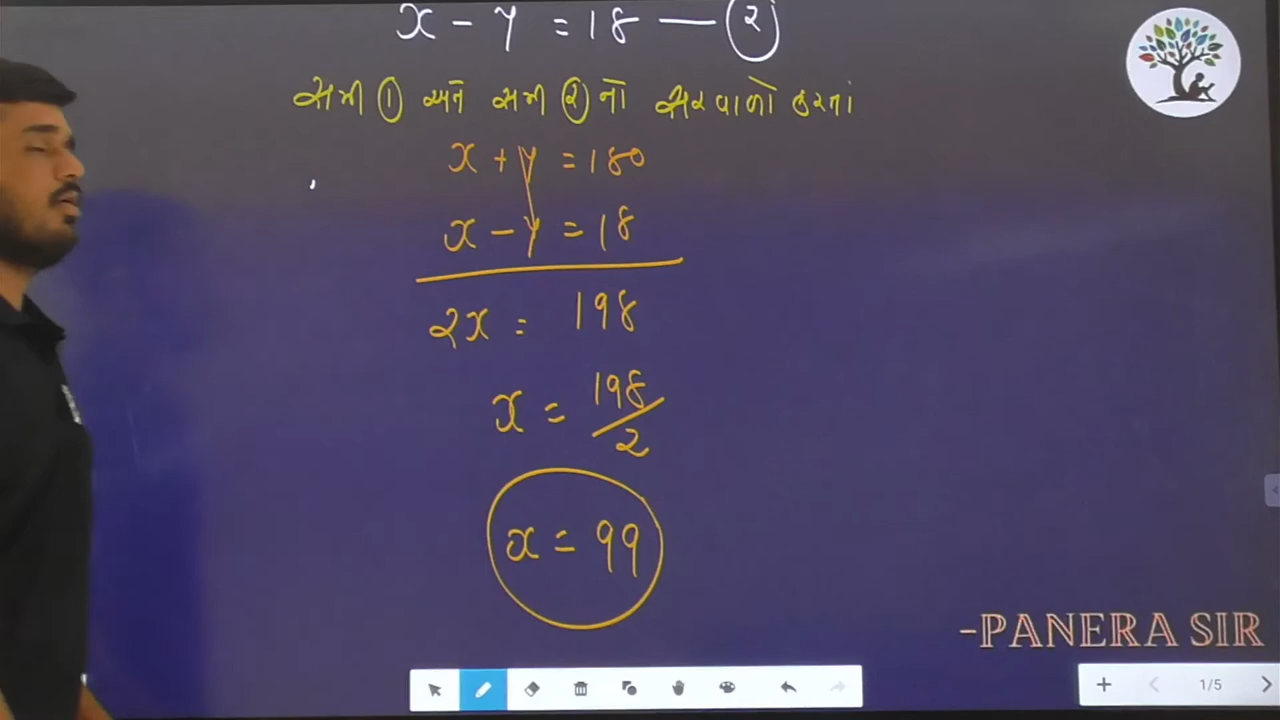 x - y = 18 — (૨)
સમી ① અને સમી ②નો સરવાળો કરતાં
x + y = 180
x - y = 18
2x = 198
x = 198/2
x = 99
-PANERA SIR
1/5